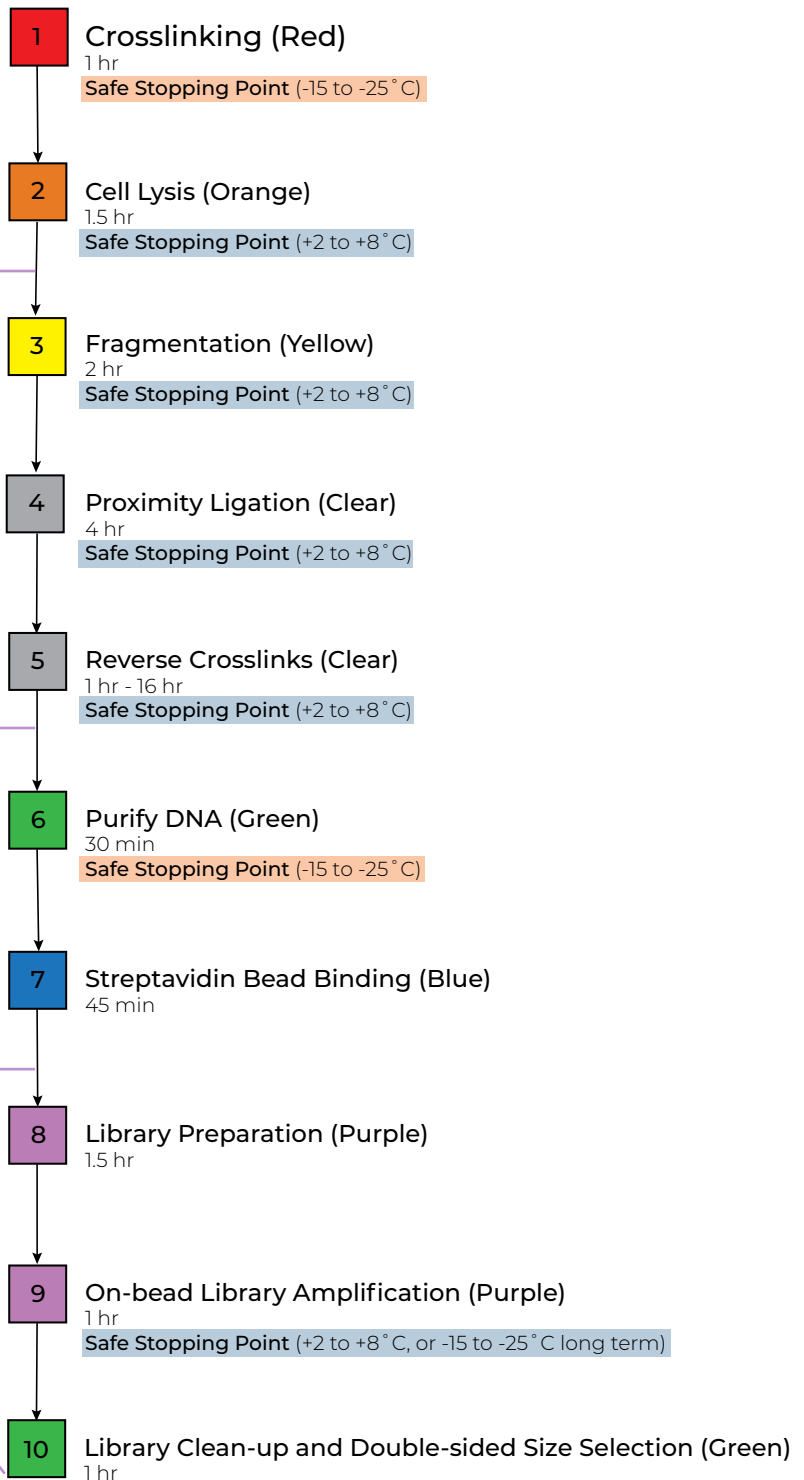 1
Crosslinking (Red)
1 hr
Safe Stopping Point (-15 to -25˚C)
2
Cell Lysis (Orange)
1.5 hr
Safe Stopping Point (+2 to +8˚C)
3
Fragmentation (Yellow)
2 hr
Safe Stopping Point (+2 to +8˚C)
4
Proximity Ligation (Clear)
4 hr
Safe Stopping Point (+2 to +8˚C)
5
Reverse Crosslinks (Clear)
1 hr - 16 hr
Safe Stopping Point (+2 to +8˚C)
6
Purify DNA (Green)
30 min
Safe Stopping Point (-15 to -25˚C)
7
Streptavidin Bead Binding (Blue)
45 min
8
Library Preparation (Purple)
1.5 hr
9
On-bead Library Amplification (Purple)
1 hr
Safe Stopping Point (+2 to +8˚C, or -15 to -25˚C long term)
10
Library Clean-up and Double-sided Size Selection (Green)
1 hr